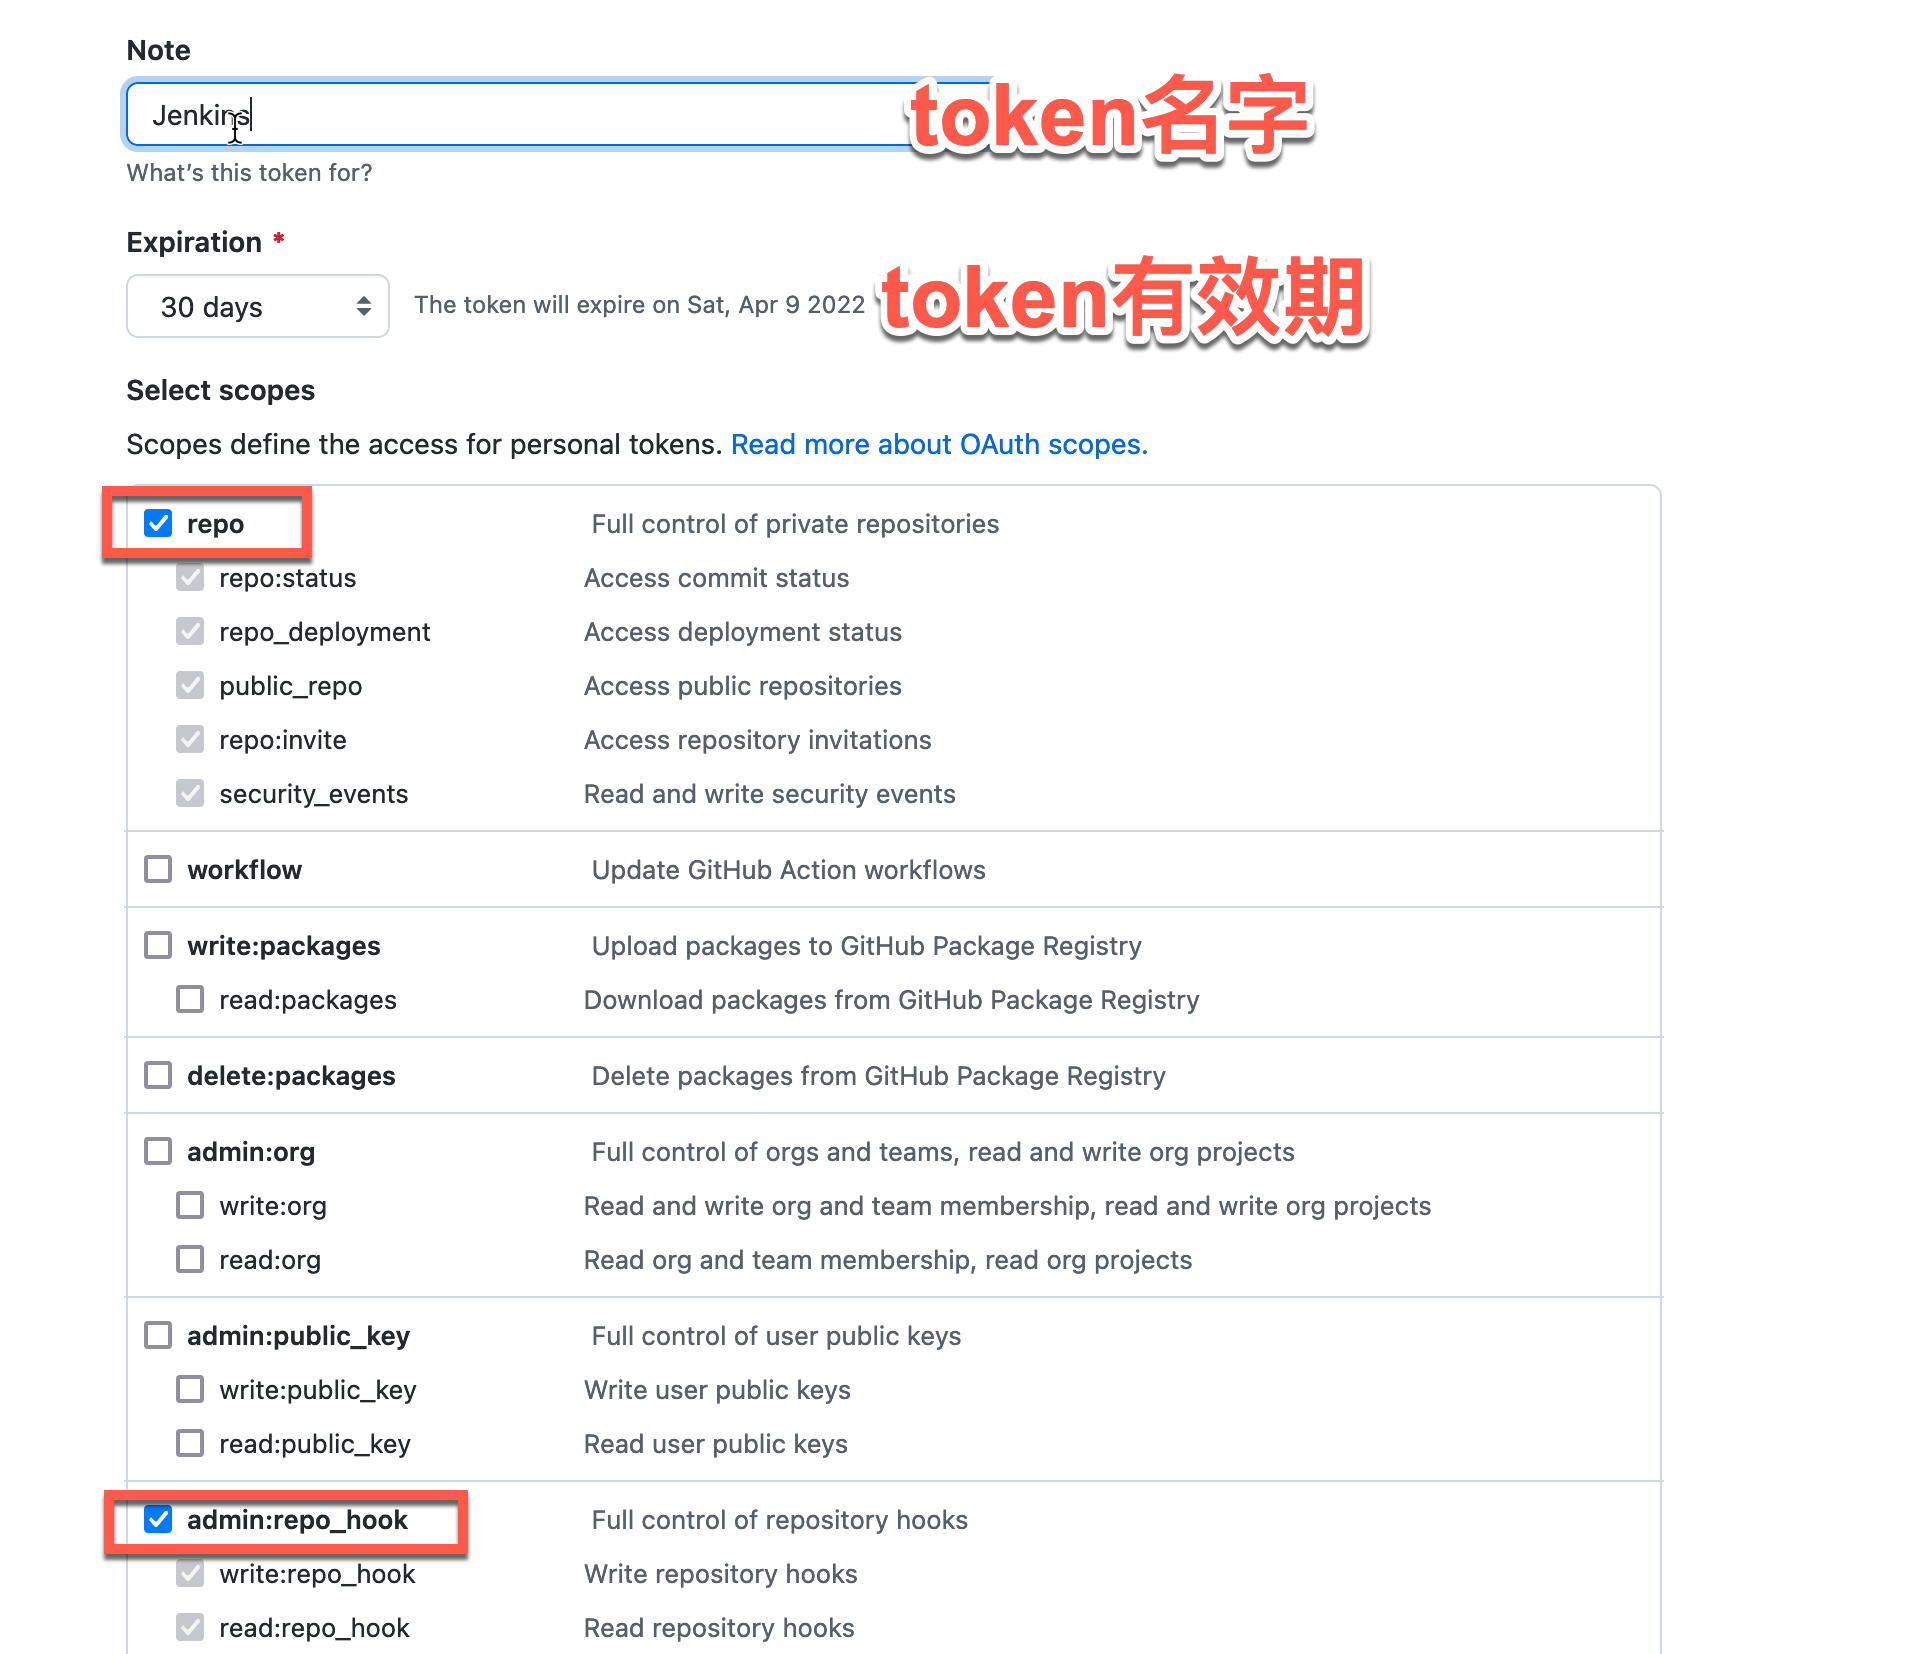 Note
Jenkins
token名字
What's this token for?
Expiration *
30 days
The token will expire on Sat, Apr 9 2022
token有效期
Select scopes
Scopes define the access for personal tokens. Read more about OAuth scopes.
repo Full control of private repositories
repo:status Access commit status
repo_deployment Access deployment status
public_repo Access public repositories
repo:invite Access repository invitations
security_events Read and write security events
workflow Update GitHub Action workflows
write:packages Upload packages to GitHub Package Registry
read:packages Download packages from GitHub Package Registry
delete:packages Delete packages from GitHub Package Registry
admin:org Full control of orgs and teams, read and write org projects
write:org Read and write org and team membership, read and write org projects
read:org Read org and team membership, read org projects
admin:public_key Full control of user public keys
write:public_key Write user public keys
read:public_key Read user public keys
admin:repo_hook Full control of repository hooks
write:repo_hook Write repository hooks
read:repo_hook Read repository hooks